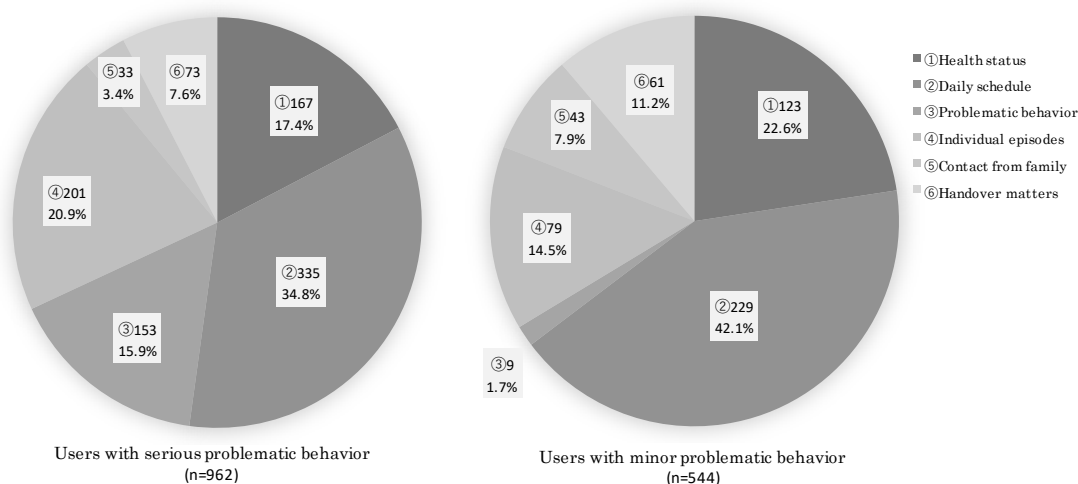 ⑤33
3.4%
⑥73
7.6%
①167
17.4%
④201
20.9%
②335
34.8%
③153
15.9%
Users with serious problematic behavior
(n=962)
⑥61
11.2%
①123
22.6%
⑤43
7.9%
④79
14.5%
②229
42.1%
③9
1.7%
Users with minor problematic behavior
(n=544)
①Health status
②Daily schedule
③Problematic behavior
④Individual episodes
⑤Contact from family
⑥Handover matters